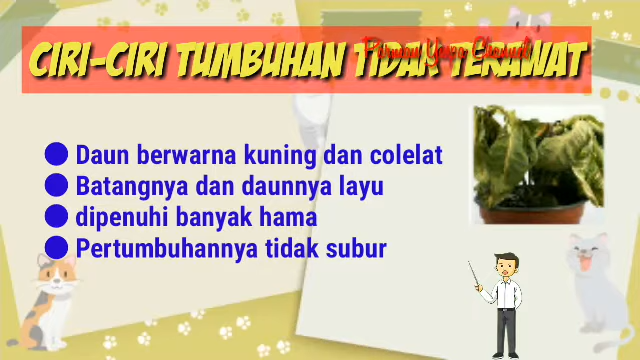 CIRI-CIRI TUMBUHAN TIDAK TERAWAT
● Daun berwarna kuning dan colelat
● Batangnya dan daunnya layu
● dipenuhi banyak hama
● Pertumbuhannya tidak subur